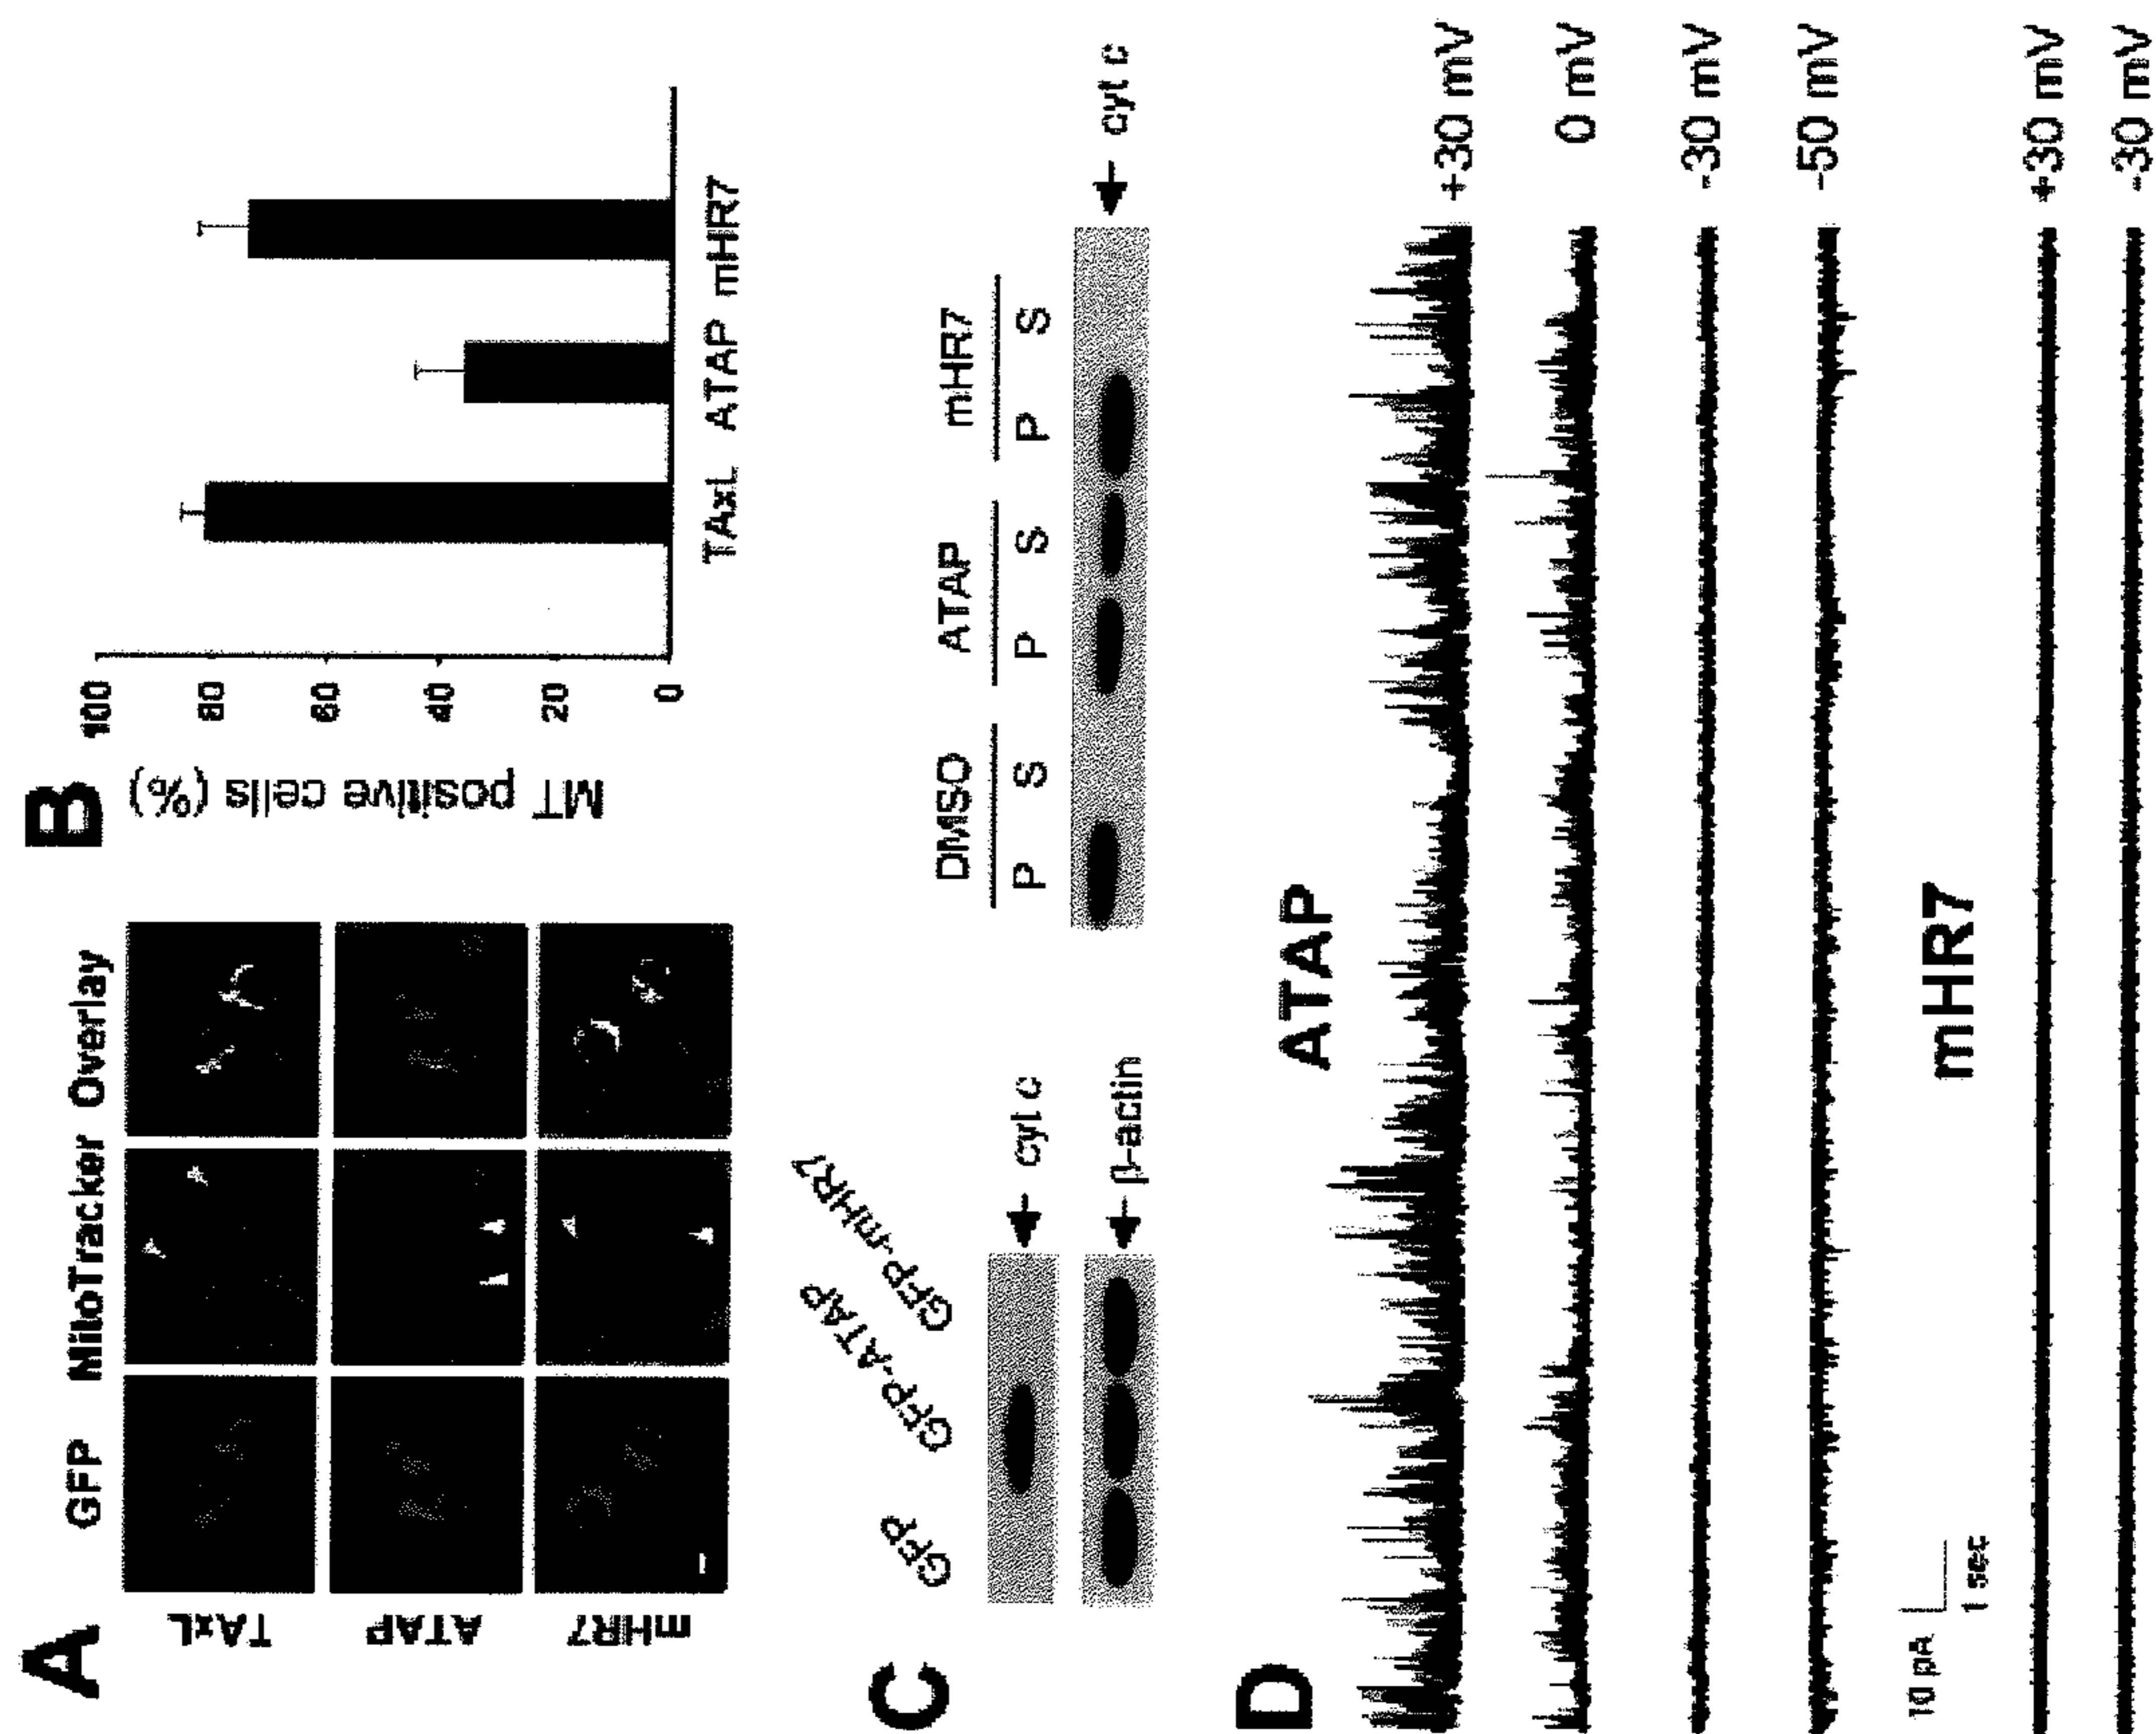 A
GFP MitoTracker Overlay
TAxL
ATAP
mHR7
B
MT positive cells (%)
100
80
60
40
20
0
TAxL ATAP mHR7
C
GFP GFP-ATAP GFP-mHR7
cyt c
β-actin
DMSO ATAP mHR7
P S P S P S
cyt c
D
ATAP
+30 mV
0 mV
-30 mV
-50 mV
10 pA
1 sec
mHR7
+30 mV
-30 mV